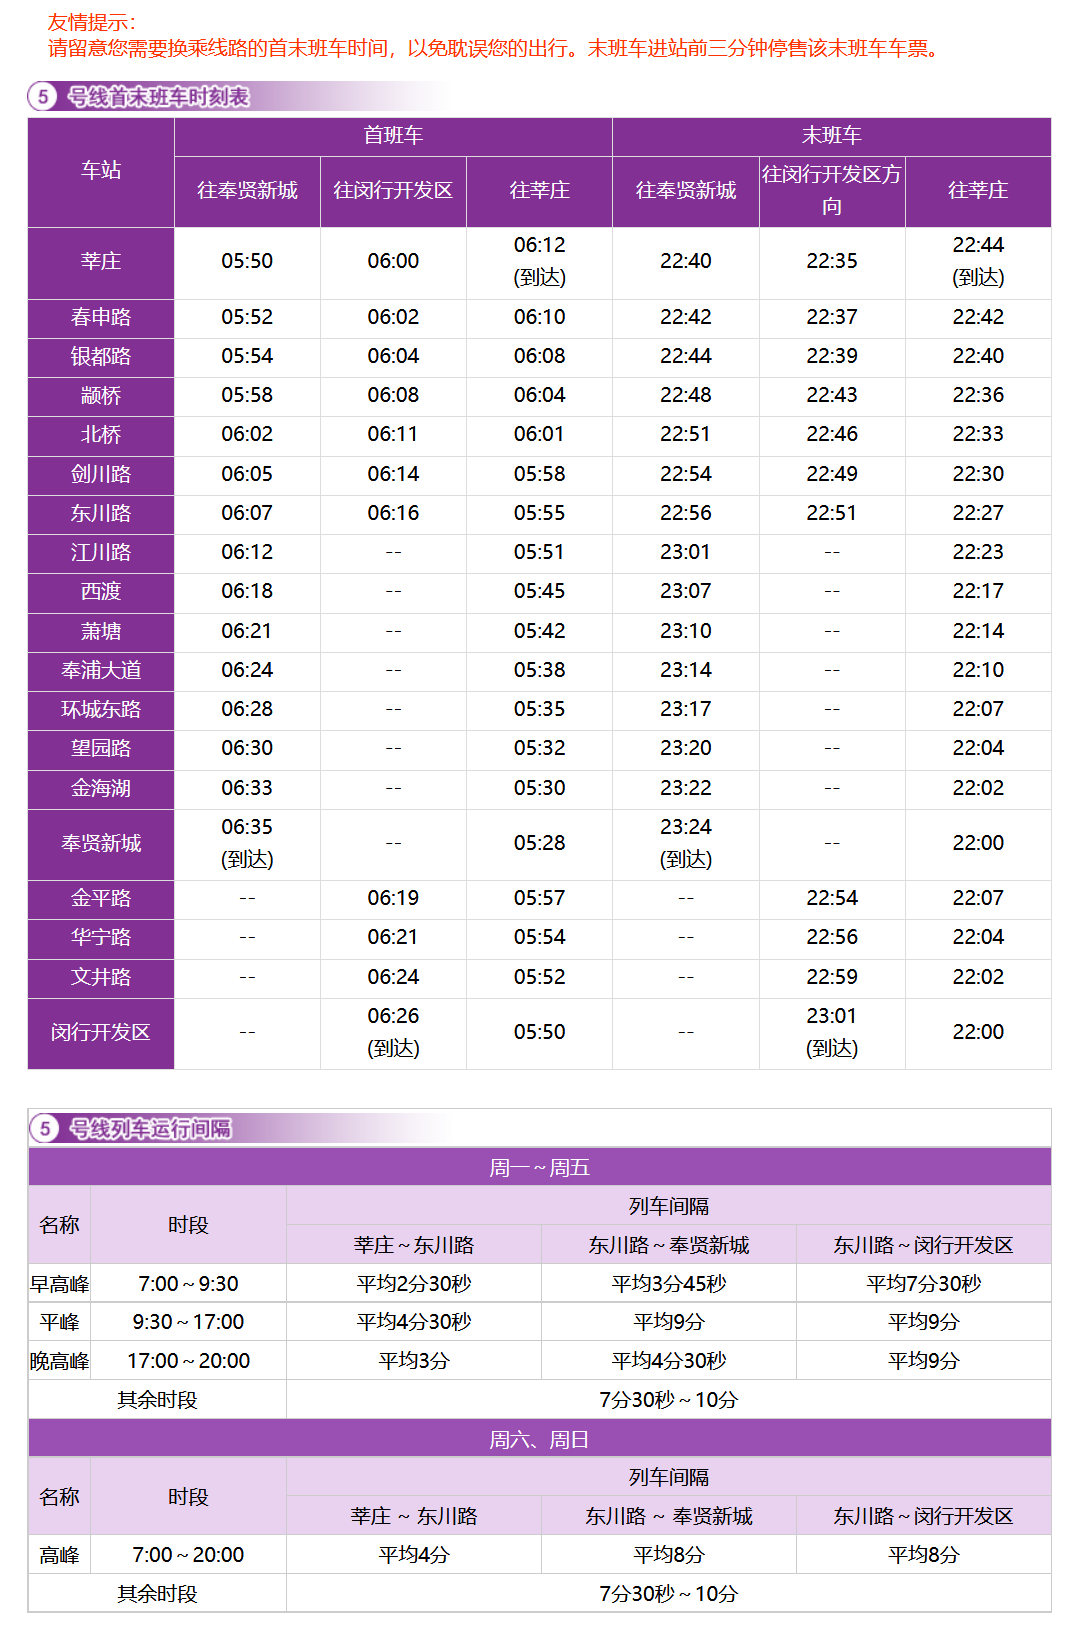 友情提示：
请留意您需要换乘线路的首末班车时间，以免耽误您的出行。末班车进站前三分钟停售该末班车车票。
5 号线首末班车时刻表
车站 首班车 末班车
往奉贤新城 往闵行开发区 往莘庄 往奉贤新城 往闵行开发区方向 往莘庄
莘庄 05:50 06:00 06:12 (到达) 22:40 22:35 22:44 (到达)
春申路 05:52 06:02 06:10 22:42 22:37 22:42
银都路 05:54 06:04 06:08 22:44 22:39 22:40
颛桥 05:58 06:08 06:04 22:48 22:43 22:36
北桥 06:02 06:11 06:01 22:51 22:46 22:33
剑川路 06:05 06:14 05:58 22:54 22:49 22:30
东川路 06:07 06:16 05:55 22:56 22:51 22:27
江川路 06:12 -- 05:51 23:01 -- 22:23
西渡 06:18 -- 05:45 23:07 -- 22:17
萧塘 06:21 -- 05:42 23:10 -- 22:14
奉浦大道 06:24 -- 05:38 23:14 -- 22:10
环城东路 06:28 -- 05:35 23:17 -- 22:07
望园路 06:30 -- 05:32 23:20 -- 22:04
金海湖 06:33 -- 05:30 23:22 -- 22:02
奉贤新城 06:35 (到达) -- 05:28 23:24 (到达) -- 22:00
金平路 -- 06:19 05:57 -- 22:54 22:07
华宁路 -- 06:21 05:54 -- 22:56 22:04
文井路 -- 06:24 05:52 -- 22:59 22:02
闵行开发区 -- 06:26 (到达) 05:50 -- 23:01 (到达) 22:00
5 号线列车运行间隔
周一～周五
名称 时段 列车间隔
莘庄～东川路 东川路～奉贤新城 东川路～闵行开发区
早高峰 7:00～9:30 平均2分30秒 平均3分45秒 平均7分30秒
平峰 9:30～17:00 平均4分30秒 平均9分 平均9分
晚高峰 17:00～20:00 平均3分 平均4分30秒 平均9分
其余时段 7分30秒～10分
周六、周日
名称 时段 列车间隔
莘庄 ~ 东川路 东川路 ~ 奉贤新城 东川路～闵行开发区
高峰 7:00～20:00 平均4分 平均8分 平均8分
其余时段 7分30秒～10分